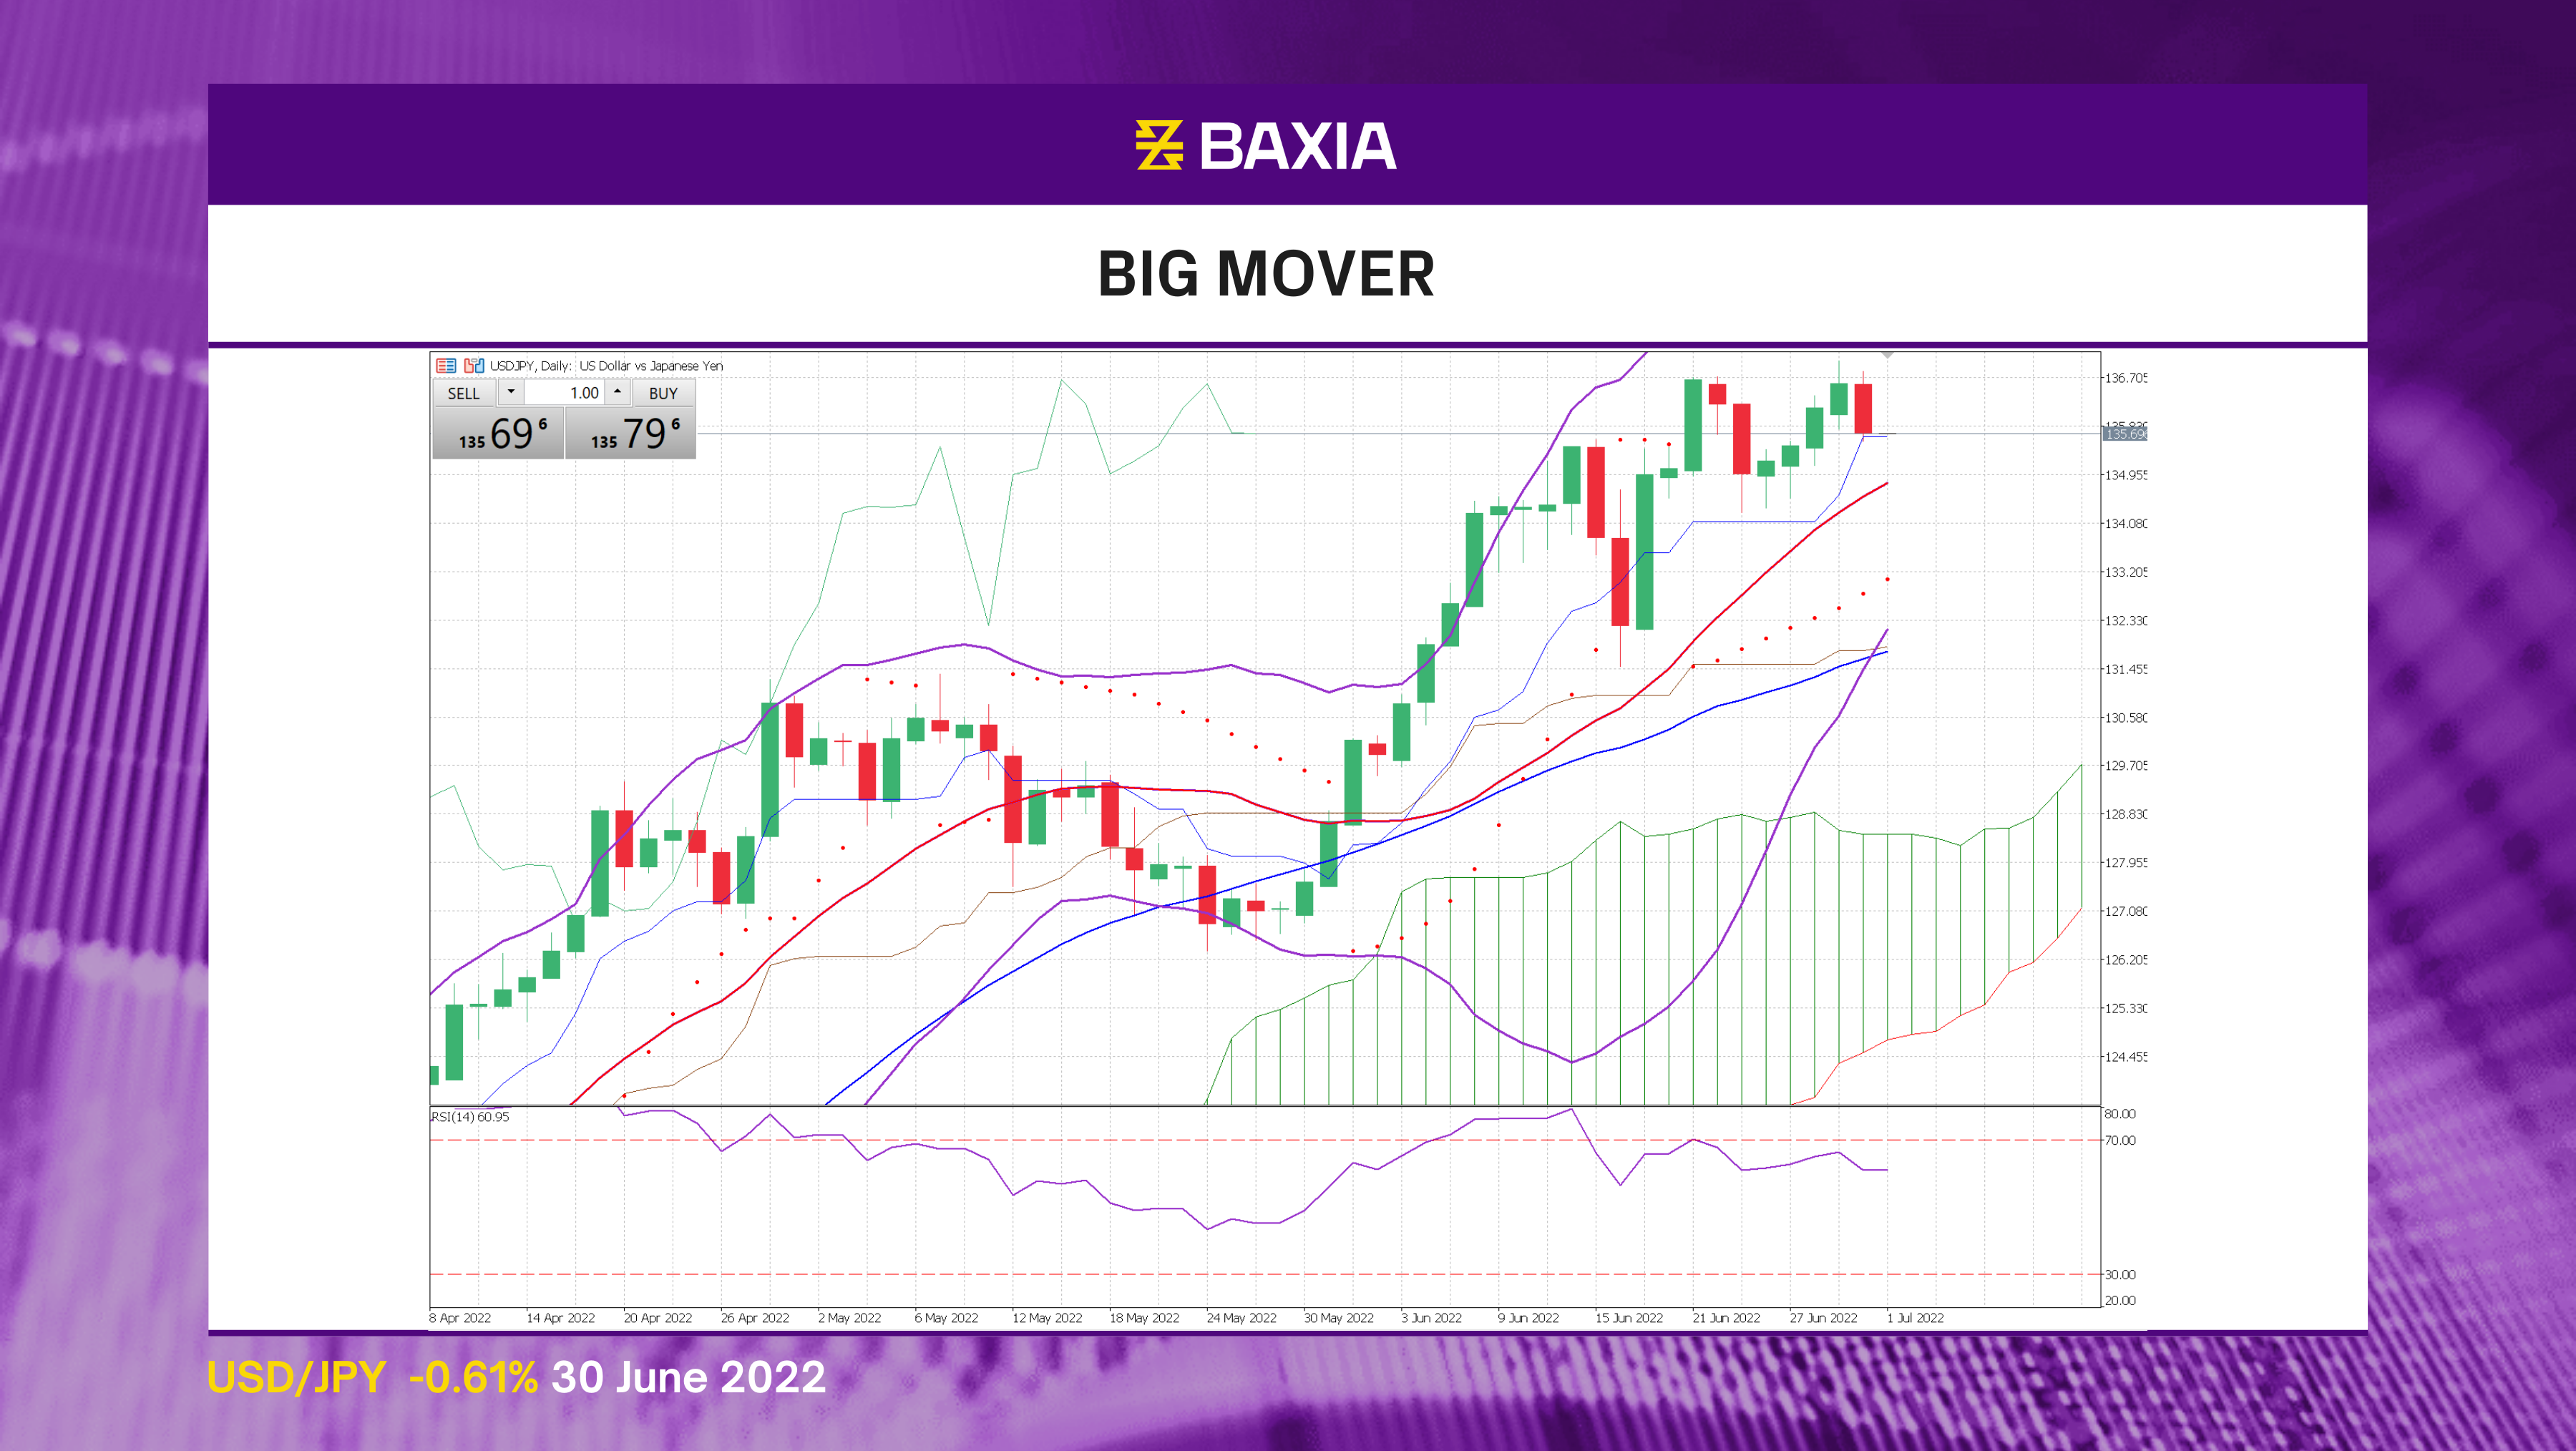 BAXIA
BIG MOVER
USDJPY, Daily: US Dollar vs Japanese Yen
SELL 1.00 BUY
135 69 6 135 79 6
136.705
135.696
134.955
134.080
133.205
132.330
131.455
130.580
129.705
128.830
127.955
127.080
126.205
125.330
124.455
RSI(14) 60.95
80.00
70.00
30.00
20.00
8 Apr 2022 14 Apr 2022 20 Apr 2022 26 Apr 2022 2 May 2022 6 May 2022 12 May 2022 18 May 2022 24 May 2022 30 May 2022 3 Jun 2022 9 Jun 2022 15 Jun 2022 21 Jun 2022 27 Jun 2022 1 Jul 2022
USD/JPY -0.61% 30 June 2022